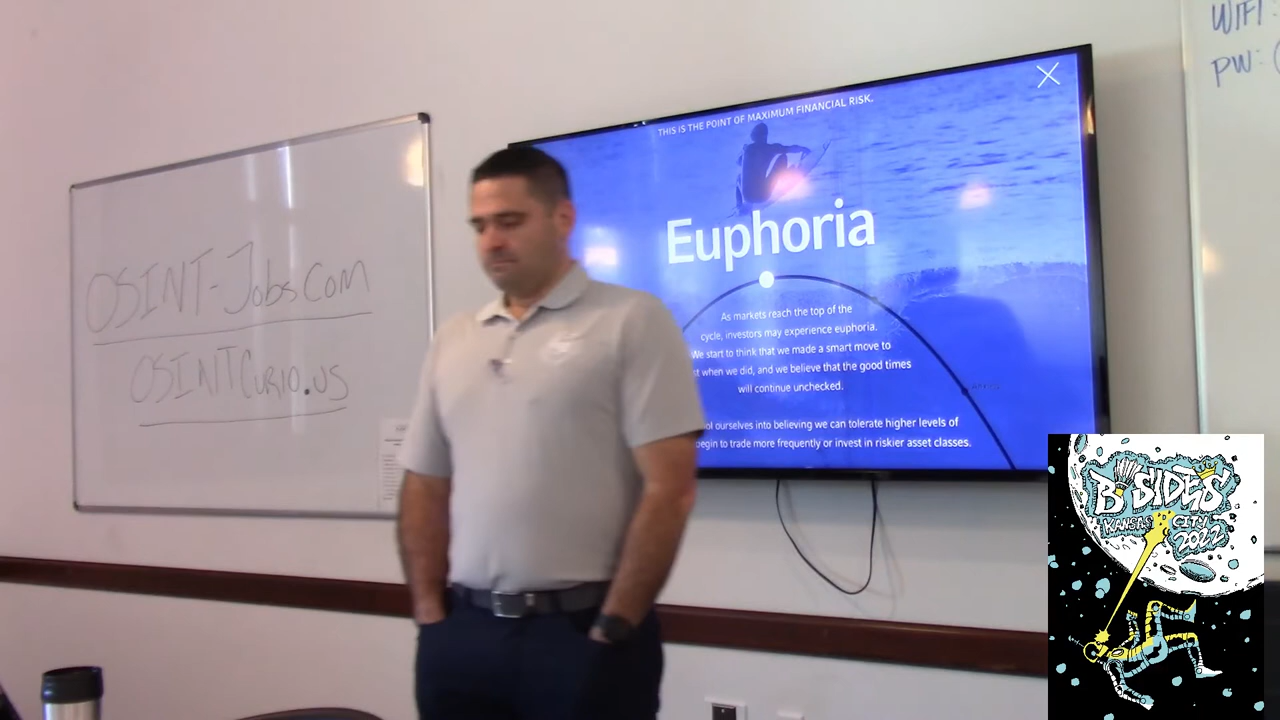 OSINT-Jobs.Com
OSINTCurio.us
THIS IS THE POINT OF MAXIMUM FINANCIAL RISK.
Euphoria
As markets reach the top of the
cycle, investors may experience euphoria.
We start to think that we made a smart move to
when we did, and we believe that the good times
will continue unchecked.
ourselves into believing we can tolerate higher levels of
begin to trade more frequently or invest in riskier asset classes.
WIFI:
PW:
BSIDES
KANSAS CITY
2022